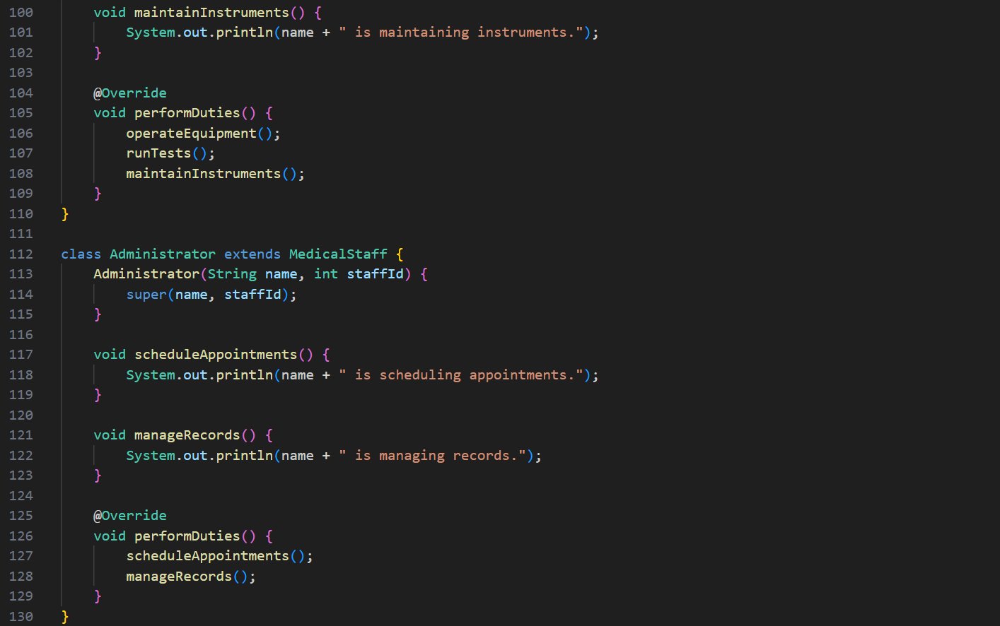 100 void maintainInstruments() {
101 System.out.println(name + " is maintaining instruments.");
102 }
103
104 @Override
105 void performDuties() {
106 operateEquipment();
107 runTests();
108 maintainInstruments();
109 }
110 }
111
112 class Administrator extends MedicalStaff {
113 Administrator(String name, int staffId) {
114 super(name, staffId);
115 }
116
117 void scheduleAppointments() {
118 System.out.println(name + " is scheduling appointments.");
119 }
120
121 void manageRecords() {
122 System.out.println(name + " is managing records.");
123 }
124
125 @Override
126 void performDuties() {
127 scheduleAppointments();
128 manageRecords();
129 }
130 }